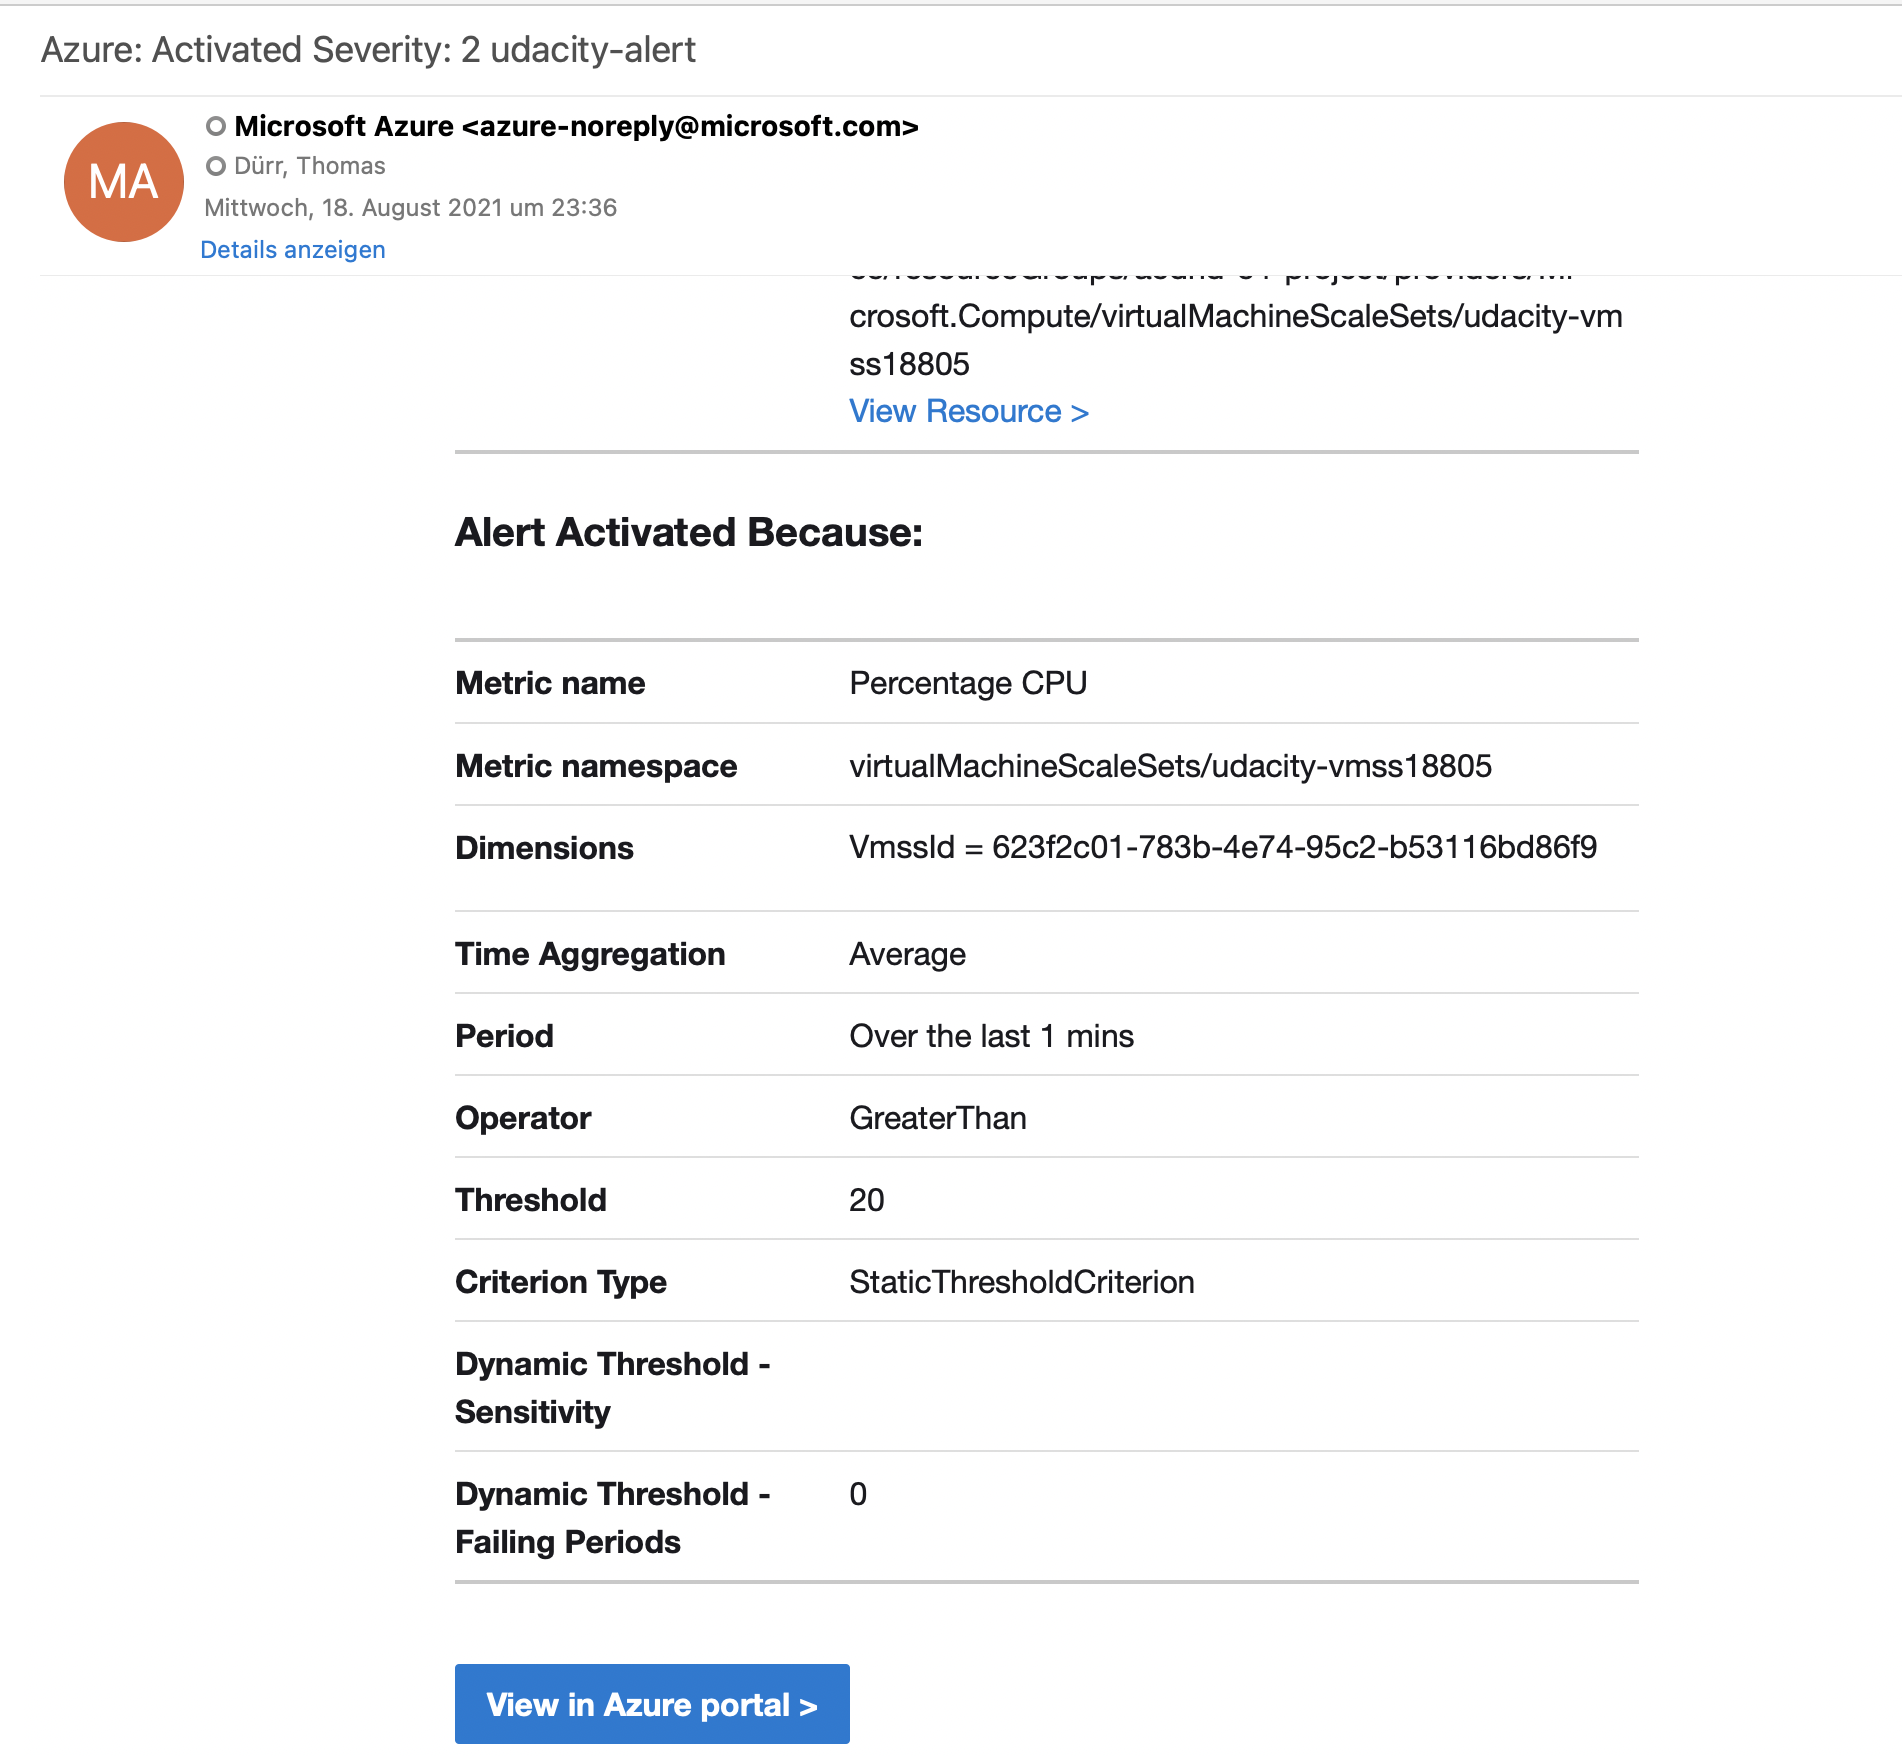 Azure: Activated Severity: 2 udacity-alert
MA
Microsoft Azure <azure-noreply@microsoft.com>
Dürr, Thomas
Mittwoch, 18. August 2021 um 23:36
Details anzeigen
crosoft.Compute/virtualMachineScaleSets/udacity-vm
ss18805
View Resource >
Alert Activated Because:
Metric name Percentage CPU
Metric namespace virtualMachineScaleSets/udacity-vmss18805
Dimensions VmssId = 623f2c01-783b-4e74-95c2-b53116bd86f9
Time Aggregation Average
Period Over the last 1 mins
Operator GreaterThan
Threshold 20
Criterion Type StaticThresholdCriterion
Dynamic Threshold -
Sensitivity
Dynamic Threshold - 0
Failing Periods
View in Azure portal >